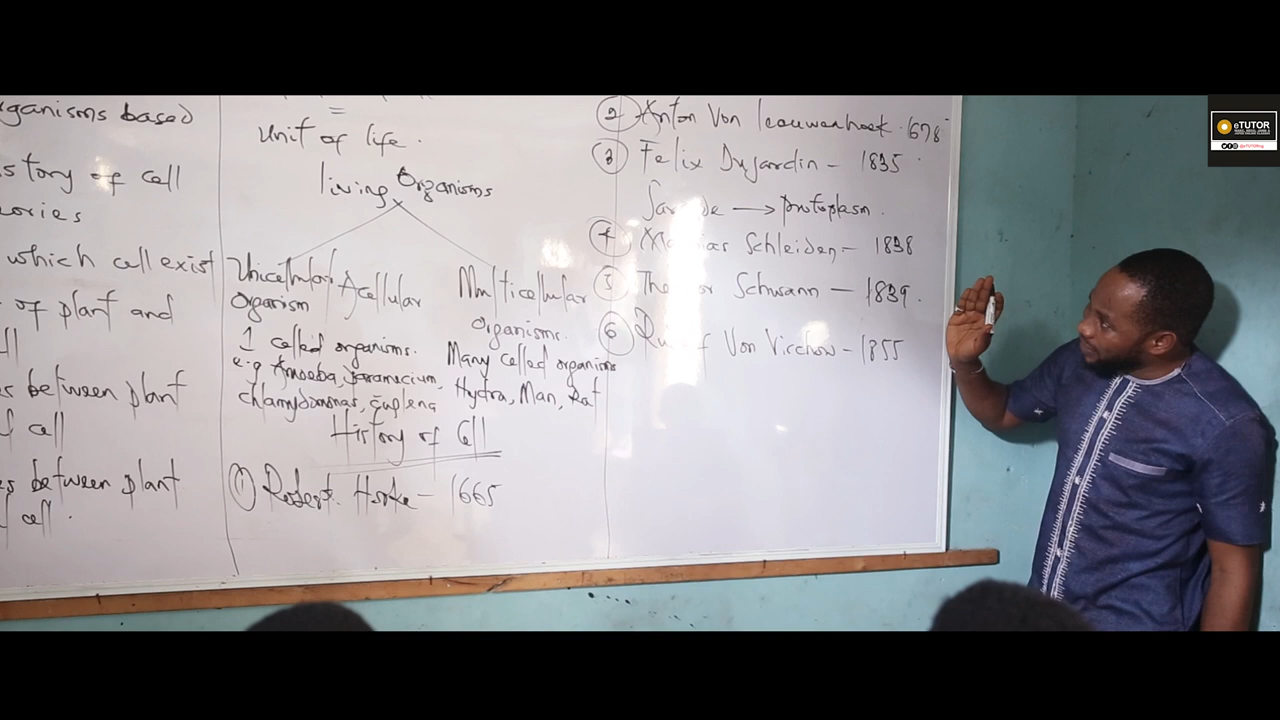 organisms based
story of cell
ories
which cell exist
of plant and
ll
s between plant
cell
s between plant
cell.
=
Unit of life.
living Organisms
Unicellular/Acellular
Organism
1 celled organisms.
e.g Amoeba, paramecium,
chlamydomonas, Euglena
Multicellular
Organisms.
Many celled organisms
Hydra, Man, Rat
History of Cell
① Robert Hooke - 1665
② Anton Von Leeuwenhoek 1678
③ Felix Dujardin - 1835
Sarcode → protoplasm.
④ Mathias Schleiden - 1838
⑤ Theodor Schwann - 1839.
⑥ Rudolf Von Virchow - 1855
eTUTOR